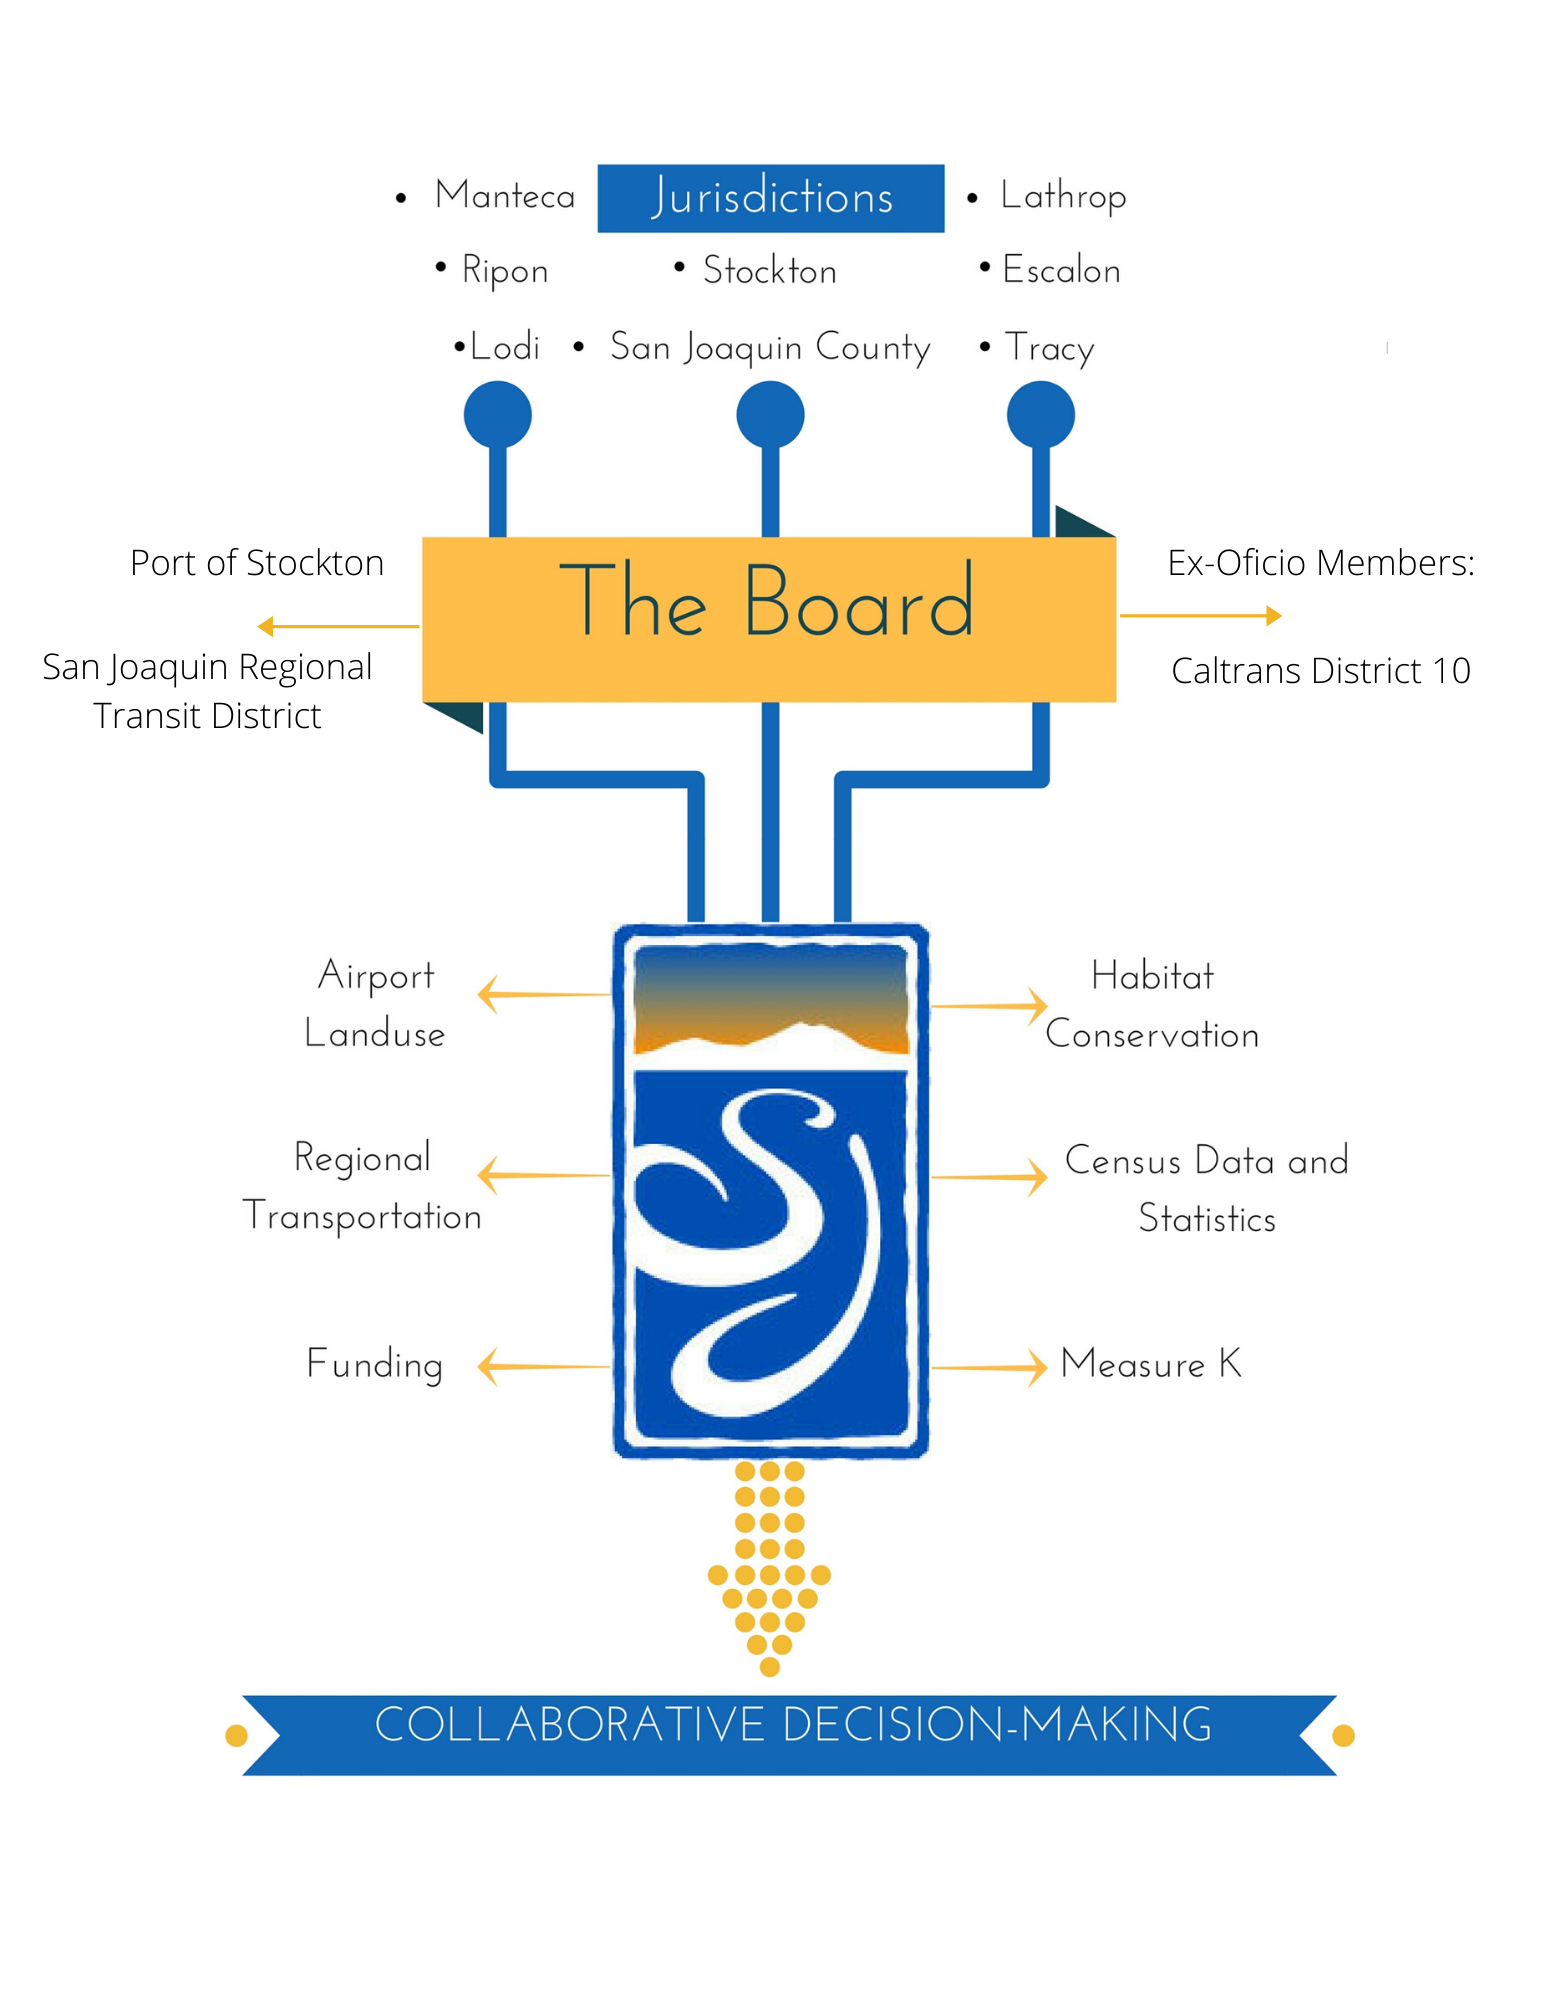 • Manteca
Jurisdictions
• Lathrop
• Ripon
• Stockton
• Escalon
•Lodi
• San Joaquin County
• Tracy
Port of Stockton
The Board
Ex-Oficio Members:
San Joaquin Regional
Transit District
Caltrans District 10
Airport
Landuse
Habitat
Conservation
SJ
Regional
Transportation
Census Data and
Statistics
Funding
Measure K
COLLABORATIVE DECISION-MAKING